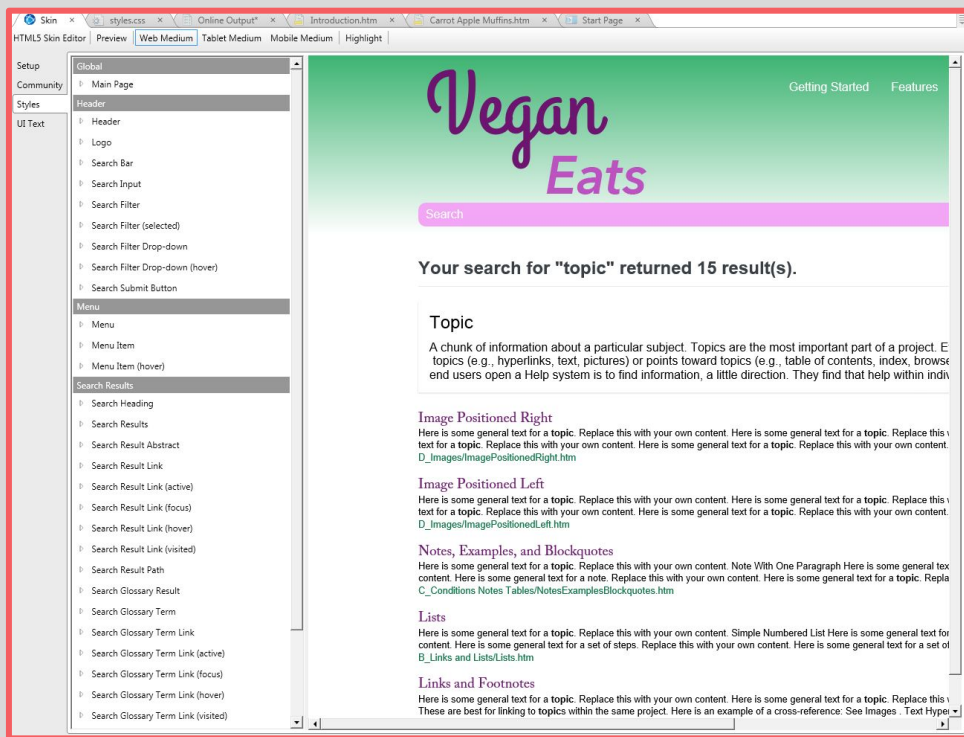 Skin
styles.css
Online Output*
Introduction.htm
Carrot Apple Muffins.htm
Start Page
HTML5 Skin Editor
Preview
Web Medium
Tablet Medium
Mobile Medium
Highlight
Setup
Community
Styles
UI Text
Global
Main Page
Header
Header
Logo
Search Bar
Search Input
Search Filter
Search Filter (selected)
Search Filter Drop-down
Search Filter Drop-down (hover)
Search Submit Button
Menu
Menu
Menu Item
Menu Item (hover)
Search Results
Search Heading
Search Results
Search Result Abstract
Search Result Link
Search Result Link (active)
Search Result Link (focus)
Search Result Link (hover)
Search Result Link (visited)
Search Result Path
Search Glossary Result
Search Glossary Term
Search Glossary Term Link
Search Glossary Term Link (active)
Search Glossary Term Link (focus)
Search Glossary Term Link (hover)
Search Glossary Term Link (visited)
Vegan
Eats
Getting Started
Features
Search
Your search for "topic" returned 15 result(s).
Topic
A chunk of information about a particular subject. Topics are the most important part of a project. E
topics (e.g., hyperlinks, text, pictures) or points toward topics (e.g., table of contents, index, browse
end users open a Help system is to find information, a little direction. They find that help within indiv
Image Positioned Right
Here is some general text for a topic. Replace this with your own content. Here is some general text for a topic. Replace this
text for a topic. Replace this with your own content. Here is some general text for a topic. Replace this with your own content.
D_Images/ImagePositionedRight.htm
Image Positioned Left
Here is some general text for a topic. Replace this with your own content. Here is some general text for a topic. Replace this
text for a topic. Replace this with your own content. Here is some general text for a topic. Replace this with your own content.
D_Images/ImagePositionedLeft.htm
Notes, Examples, and Blockquotes
Here is some general text for a topic. Replace this with your own content. Note With One Paragraph Here is some general tex
content. Here is some general text for a note. Replace this with your own content. Here is some general text for a topic. Repla
C_Conditions Notes Tables/NotesExamplesBlockquotes.htm
Lists
Here is some general text for a topic. Replace this with your own content. Simple Numbered List Here is some general text for
content. Here is some general text for a set of steps. Replace this with your own content. Here is some general text for a set of
B_Links and Lists/Lists.htm
Links and Footnotes
Here is some general text for a topic. Replace this with your own content. Here is some general text for a topic. Replace this
These are best for linking to topics within the same project. Here is an example of a cross-reference: See Images . Text Hyper